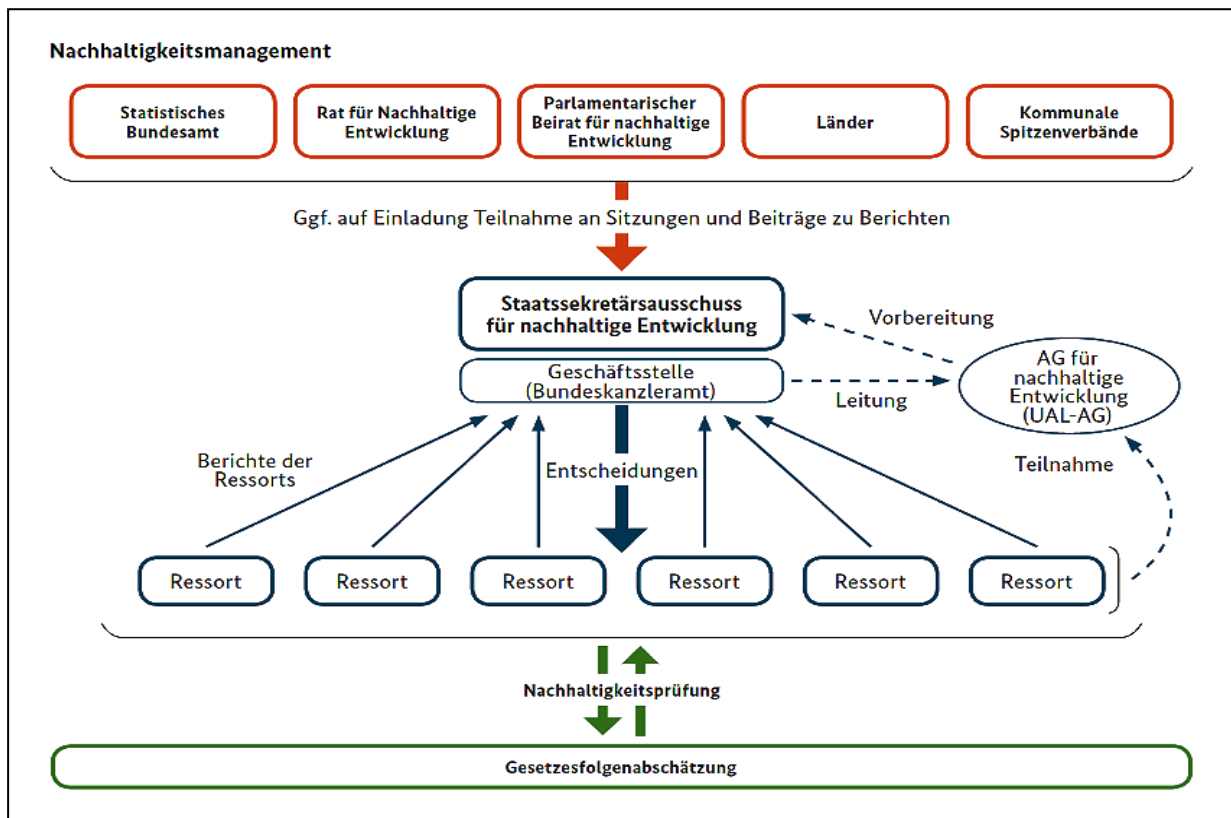 Nachhaltigkeitsmanagement
Statistisches
Bundesamt
Rat für Nachhaltige
Entwicklung
Parlamentarischer
Beirat für nachhaltige
Entwicklung
Länder
Kommunale
Spitzenverbände
Ggf. auf Einladung Teilnahme an Sitzungen und Beiträge zu Berichten
Staatssekretärsausschuss
für nachhaltige Entwicklung
Vorbereitung
Geschäftsstelle
(Bundeskanzleramt)
Leitung
AG für
nachhaltige
Entwicklung
(UAL-AG)
Berichte der
Ressorts
Entscheidungen
Teilnahme
Ressort
Ressort
Ressort
Ressort
Ressort
Ressort
Nachhaltigkeitsprüfung
Gesetzesfolgenabschätzung